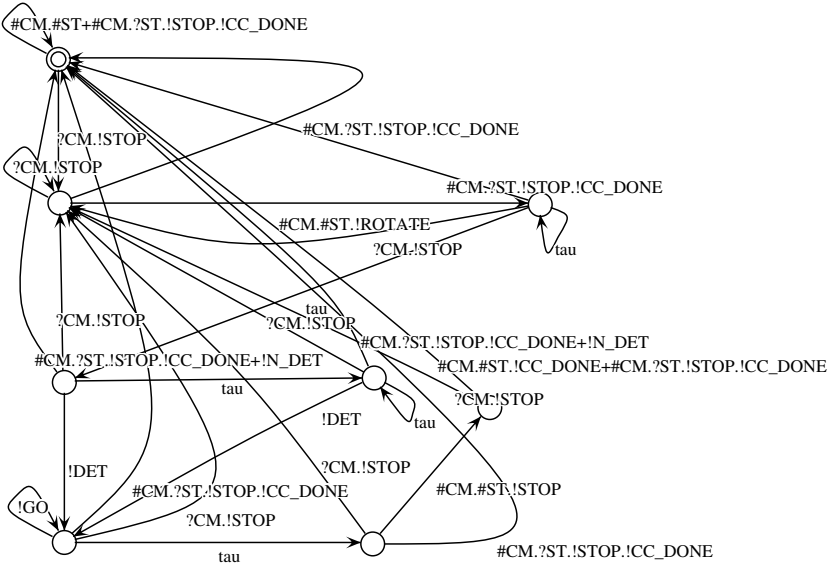 #CM.#ST+#CM.?ST.!STOP.!CC_DONE
#CM.?ST.!STOP.!CC_DONE
?CM.!STOP
?CM.!STOP
#CM.?ST.!STOP.!CC_DONE
#CM.#ST.!ROTATE
?CM.!STOP
tau
tau
?CM.!STOP
?CM.!STOP
#CM.?ST.!STOP.!CC_DONE+!N_DET
#CM.?ST.!STOP.!CC_DONE+!N_DET
#CM.#ST.!CC_DONE+#CM.?ST.!STOP.!CC_DONE
tau
?CM.!STOP
!DET
tau
!DET
?CM.!STOP
#CM.?ST.!STOP.!CC_DONE
#CM.#ST.!STOP
!GO
?CM.!STOP
tau
#CM.?ST.!STOP.!CC_DONE